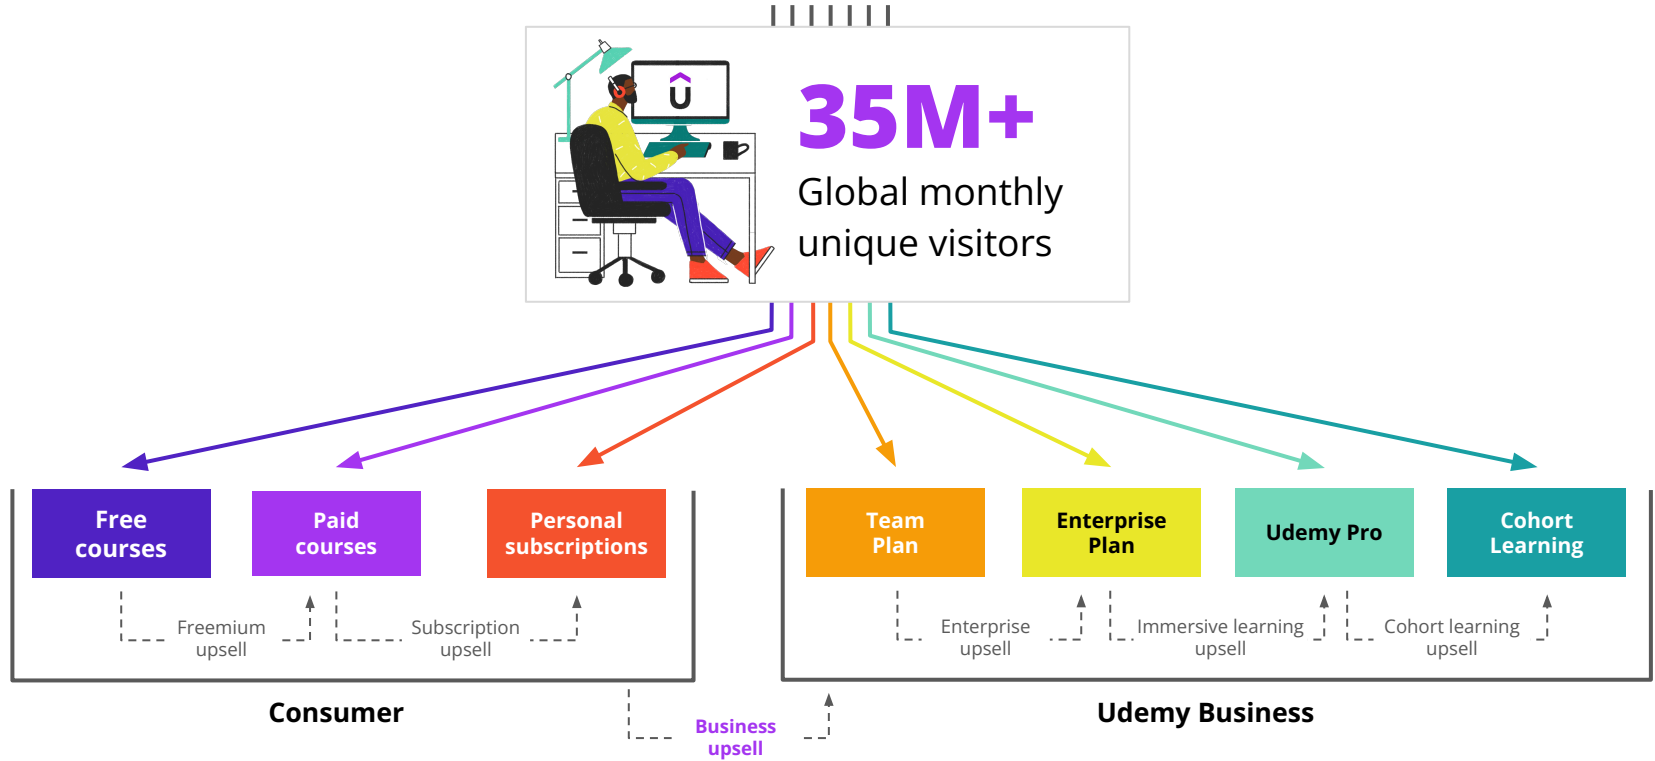 35M+
Global monthly
unique visitors
Free
courses
Paid
courses
Personal
subscriptions
Team
Plan
Enterprise
Plan
Udemy Pro
Cohort
Learning
Freemium
upsell
Subscription
upsell
Enterprise
upsell
Immersive learning
upsell
Cohort learning
upsell
Consumer
Udemy Business
Business
upsell